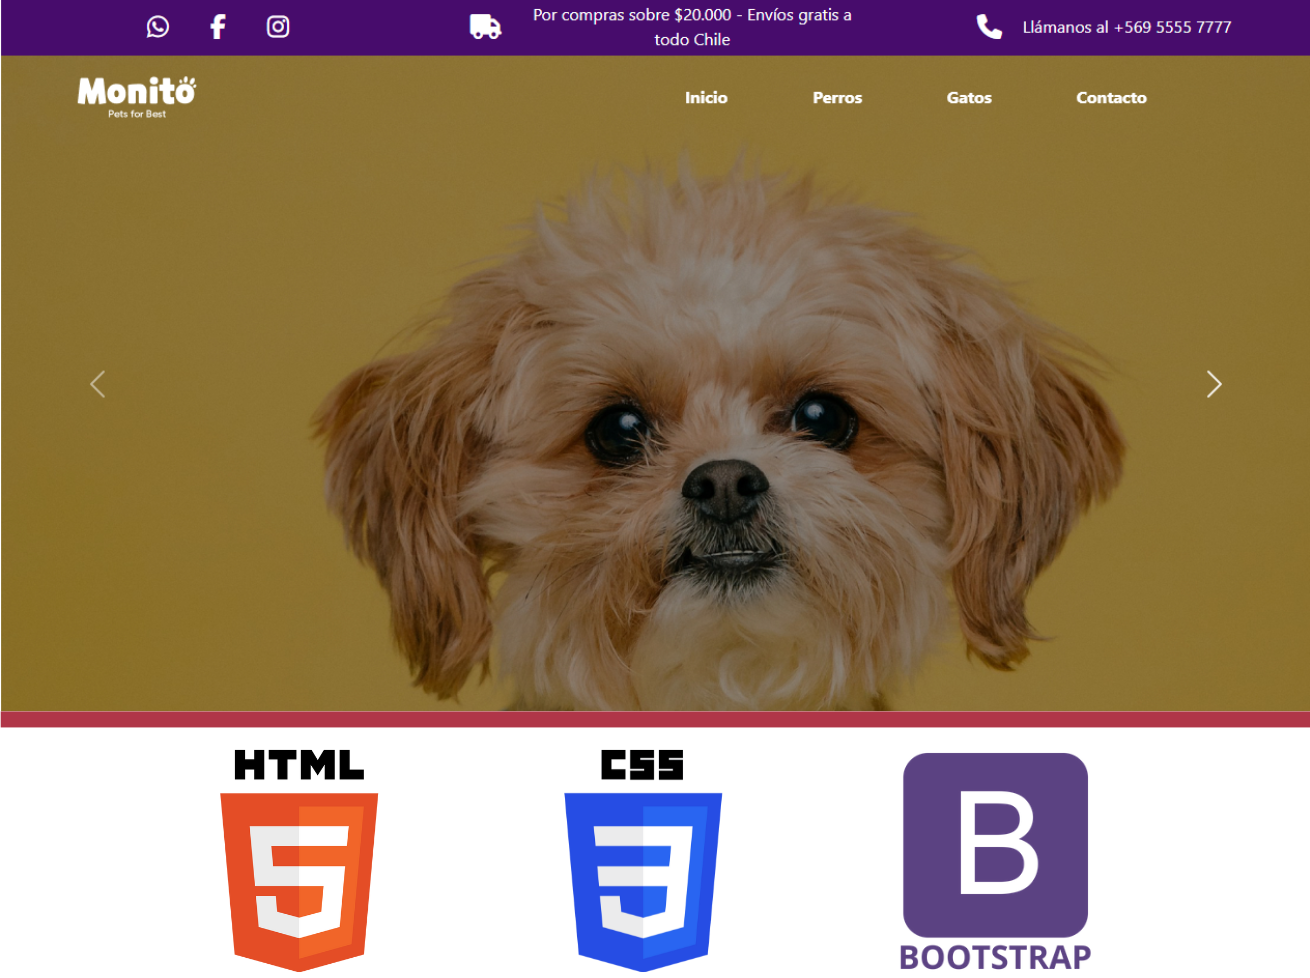 Por compras sobre $20.000 - Envíos gratis a
todo Chile
Llámanos al +569 5555 7777
Monito
Pets for Best
Inicio
Perros
Gatos
Contacto
HTML
CSS
5
3
B
BOOTSTRAP